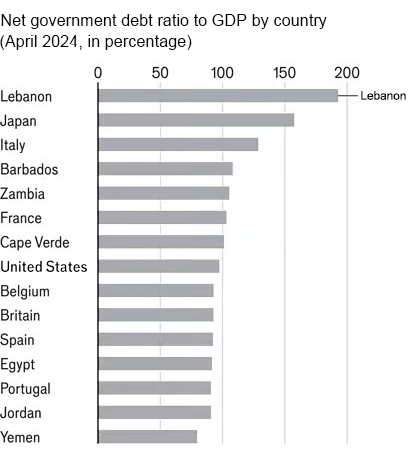 Net government debt ratio to GDP by country
(April 2024, in percentage)
0 50 100 150 200
Lebanon Lebanon
Japan
Italy
Barbados
Zambia
France
Cape Verde
United States
Belgium
Britain
Spain
Egypt
Portugal
Jordan
Yemen